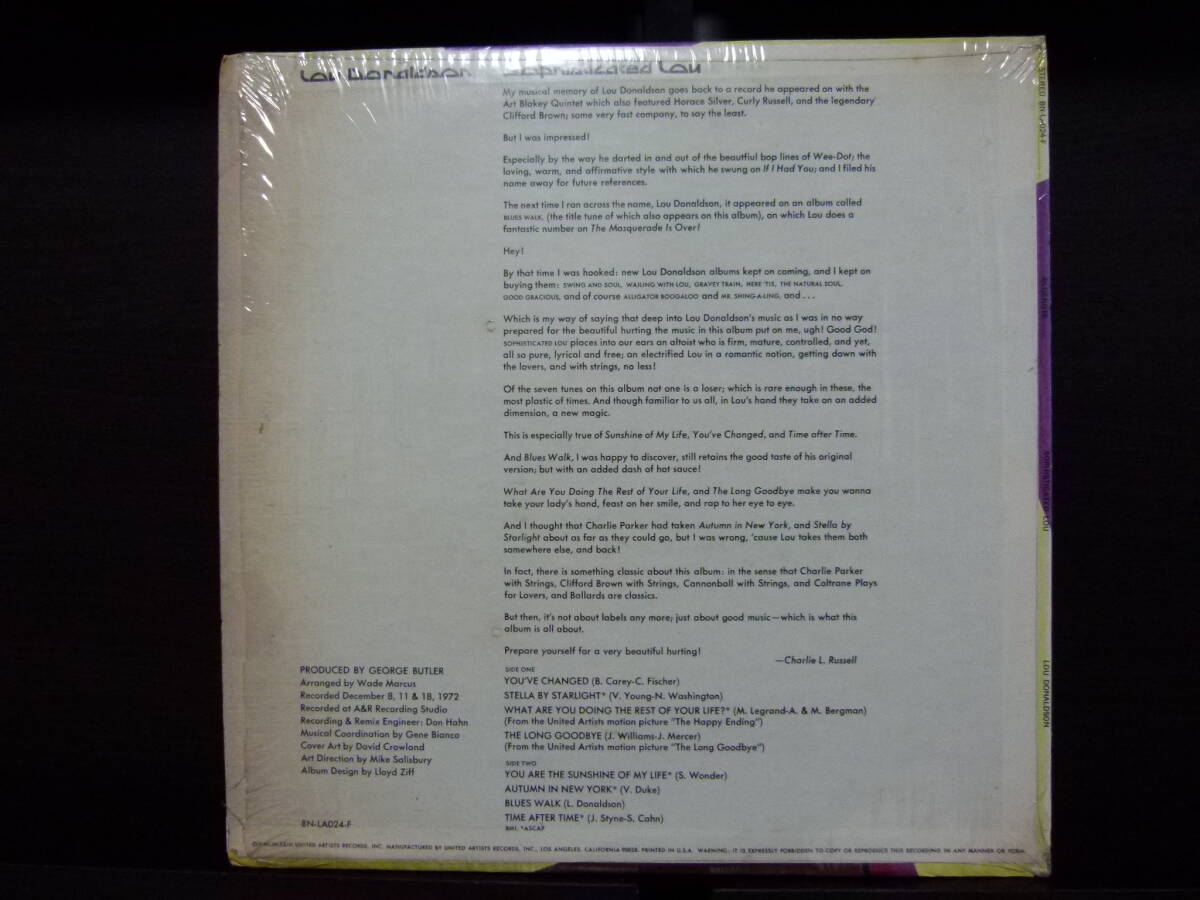 Lou Donaldson Sophisticated Lou
My musical memory of Lou Donaldson goes back to a record he appeared on with the
Art Blakey Quintet which also featured Horace Silver, Curly Russell, and the legendary
Clifford Brown; some very fast company, to say the least.
But I was impressed!
Especially by the way he darted in and out of the beautfiul bop lines of Wee-Dot; the
loving, warm, and affirmative style with which he swung on If I Had You; and I filed his
name away for future references.
The next time I ran across the name, Lou Donaldson, it appeared on an album called
BLUES WALK, (the title tune of which also appears on this album), on which Lou does a
fantastic number on The Masquerade Is Over!
Hey!
By that time I was hooked: new Lou Donaldson albums kept on coming, and I kept on
buying them: SWING AND SOUL, WAILING WITH LOU, GRAVEY TRAIN, HERE 'TIS, THE NATURAL SOUL,
GOOD GRACIOUS, and of course ALLIGATOR BOOGALOO and MR. SHING-A-LING, and ...
Which is my way of saying that deep into Lou Donaldson's music as I was in no way
prepared for the beautiful hurting the music in this album put on me, ugh! Good God!
SOPHISTICATED LOU places into our ears an altoist who is firm, mature, controlled, and yet,
all so pure, lyrical and free; an electrified Lou in a romantic notion, getting down with
the lovers, and with strings, no less!
Of the seven tunes on this album not one is a loser; which is rare enough in these, the
most plastic of times. And though familiar to us all, in Lou's hand they take on an added
dimension, a new magic.
This is especially true of Sunshine of My Life, You've Changed, and Time after Time.
And Blues Walk, I was happy to discover, still retains the good taste of his original
version; but with an added dash of hot sauce!
What Are You Doing The Rest of Your Life, and The Long Goodbye make you wanna
take your lady's hand, feast on her smile, and rap to her eye to eye.
And I thought that Charlie Parker had taken Autumn in New York, and Stella by
Starlight about as far as they could go, but I was wrong, 'cause Lou takes them both
somewhere else, and back!
In fact, there is something classic about this album: in the sense that Charlie Parker
with Strings, Clifford Brown with Strings, Cannonball with Strings, and Coltrane Plays
for Lovers, and Ballards are classics.
But then, it's not about labels any more; just about good music—which is what this
album is all about.
Prepare yourself for a very beautiful hurting!
—Charlie L. Russell
PRODUCED BY GEORGE BUTLER
Arranged by Wade Marcus
Recorded December 8, 11 & 18, 1972
Recorded at A&R Recording Studio
Recording & Remix Engineer: Don Hahn
Musical Coordination by Gene Bianco
Cover Art by David Crowland
Art Direction by Mike Salisbury
Album Design by Lloyd Ziff
BN-LA024-F
SIDE ONE
YOU'VE CHANGED (B. Carey-C. Fischer)
STELLA BY STARLIGHT* (V. Young-N. Washington)
WHAT ARE YOU DOING THE REST OF YOUR LIFE?* (M. Legrand-A. & M. Bergman)
(From the United Artists motion picture "The Happy Ending")
THE LONG GOODBYE (J. Williams-J. Mercer)
(From the United Artists motion picture "The Long Goodbye")
SIDE TWO
YOU ARE THE SUNSHINE OF MY LIFE* (S. Wonder)
AUTUMN IN NEW YORK* (V. Duke)
BLUES WALK (L. Donaldson)
TIME AFTER TIME* (J. Styne-S. Cahn)
BMI, *ASCAP
UNITED ARTISTS RECORDS, INC. MANUFACTURED BY UNITED ARTISTS RECORDS, INC., LOS ANGELES, CALIFORNIA 90028. PRINTED IN U.S.A. WARNING: IT IS EXPRESSLY FORBIDDEN TO COPY OR REPRODUCE THIS RECORDING IN ANY MANNER OR FORM.
STEREO BN-LA024-F
SOPHISTICATED LOU
LOU DONALDSON